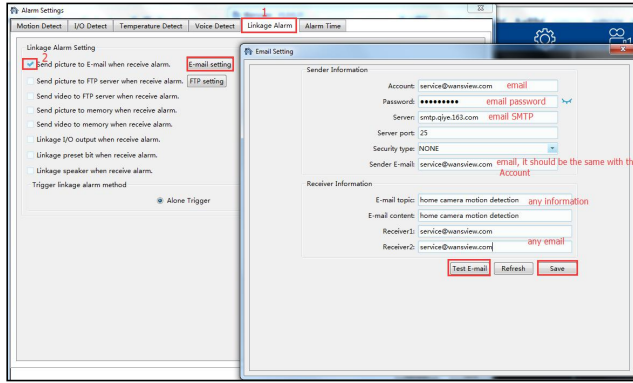 Alarm Settings
1
Motion Detect I/O Detect Temperature Detect Voice Detect Linkage Alarm Alarm Time
Linkage Alarm Setting
2
Send picture to E-mail when receive alarm. E-mail setting
Send picture to FTP server when receive alarm. FTP setting
Send video to FTP server when receive alarm.
Send picture to memory when receive alarm.
Send video to memory when receive alarm.
Linkage I/O output when receive alarm.
Linkage preset bit when receive alarm.
Linkage speaker when receive alarm.
Trigger linkage alarm method
Alone Trigger
Email Setting
Sender Information
Account: service@wansview.com email
Password: ●●●●●●●●● email password
Server: smtp.qiye.163.com email SMTP
Server port: 25
Security type: NONE
Sender E-mail: service@wansview.com email, it should be the same with th
Account
Receiver Information
E-mail topic: home camera motion detection any information
E-mail content: home camera motion detection
Receiver1: service@wansview.com
Receiver2: service@wansview.com any email
Test E-mail Refresh Save